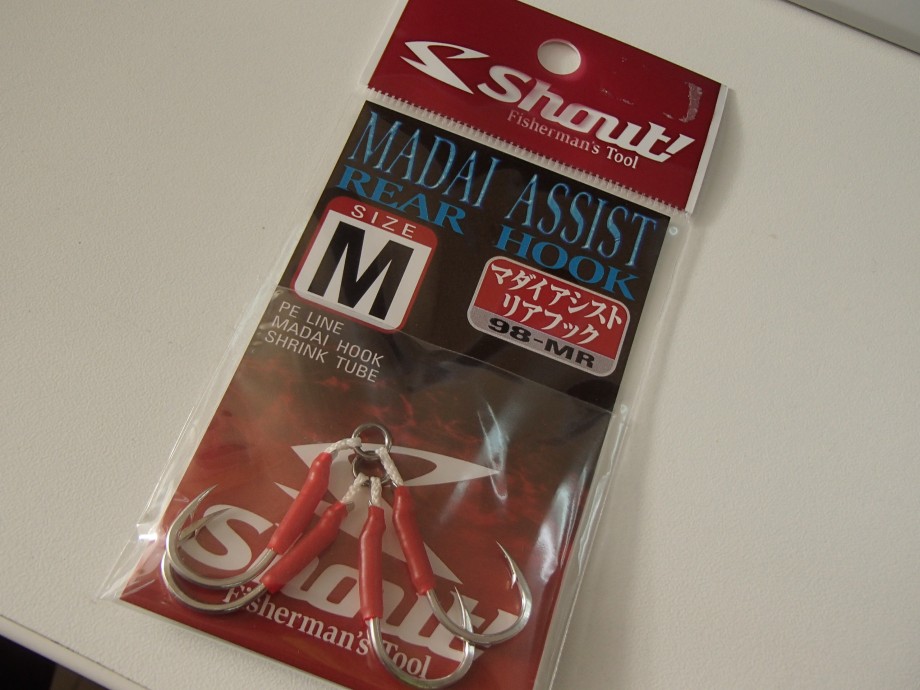 Shout!
Fisherman's Tool
MADAI ASSIST
REAR HOOK
SIZE
M
マダイアシスト
リアフック
98-MR
PE LINE
MADAI HOOK
SHRINK TUBE
Shout!
Fisherman's Tool